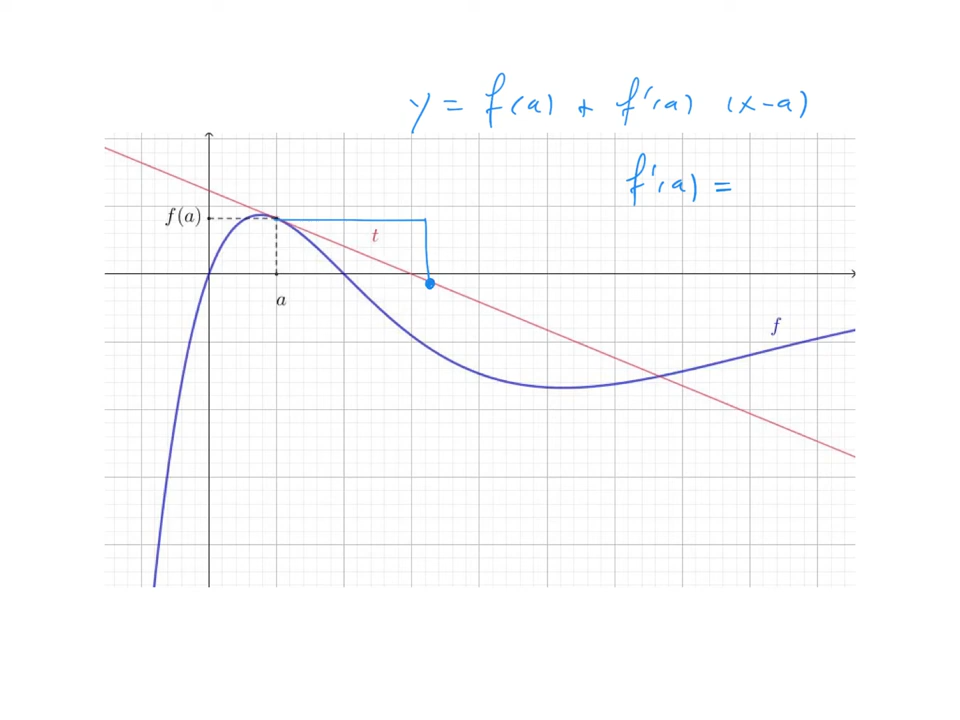 y = f(a) + f'(a) (x-a)
f'(a) =
f(a)
t
a
f